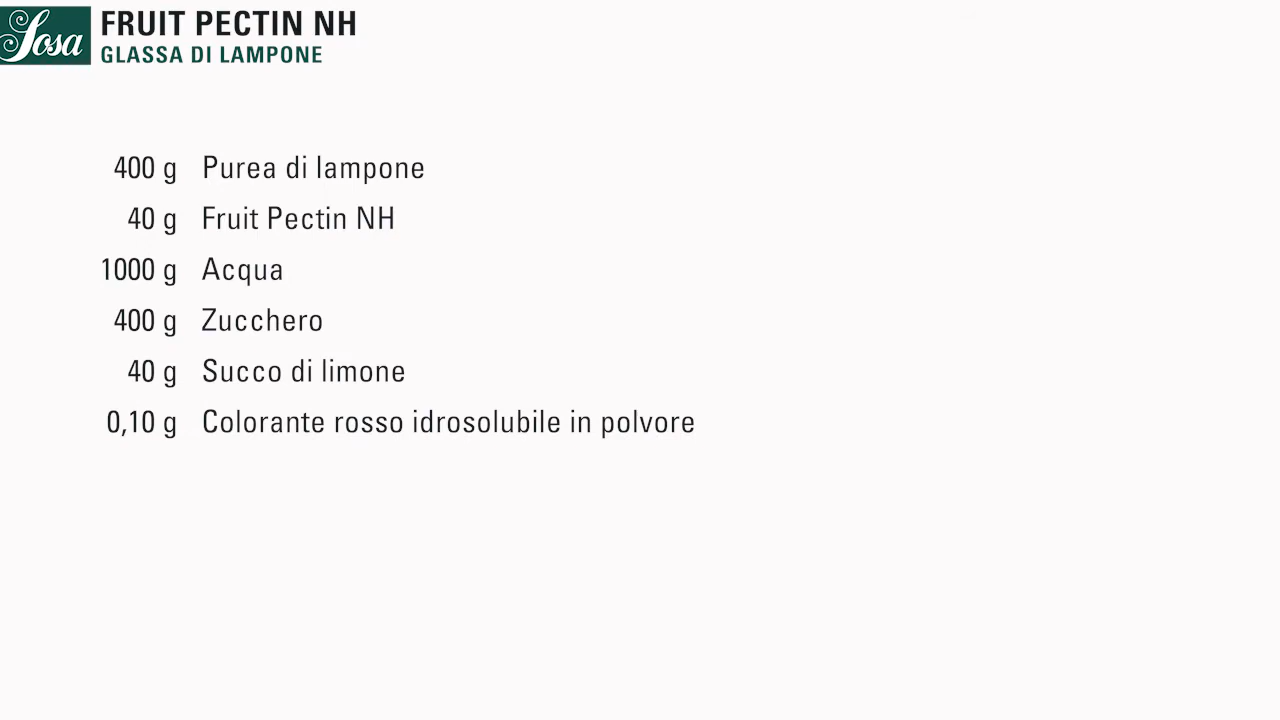 Sosa
FRUIT PECTIN NH
GLASSA DI LAMPONE
400 g Purea di lampone
40 g Fruit Pectin NH
1000 g Acqua
400 g Zucchero
40 g Succo di limone
0,10 g Colorante rosso idrosolubile in polvore